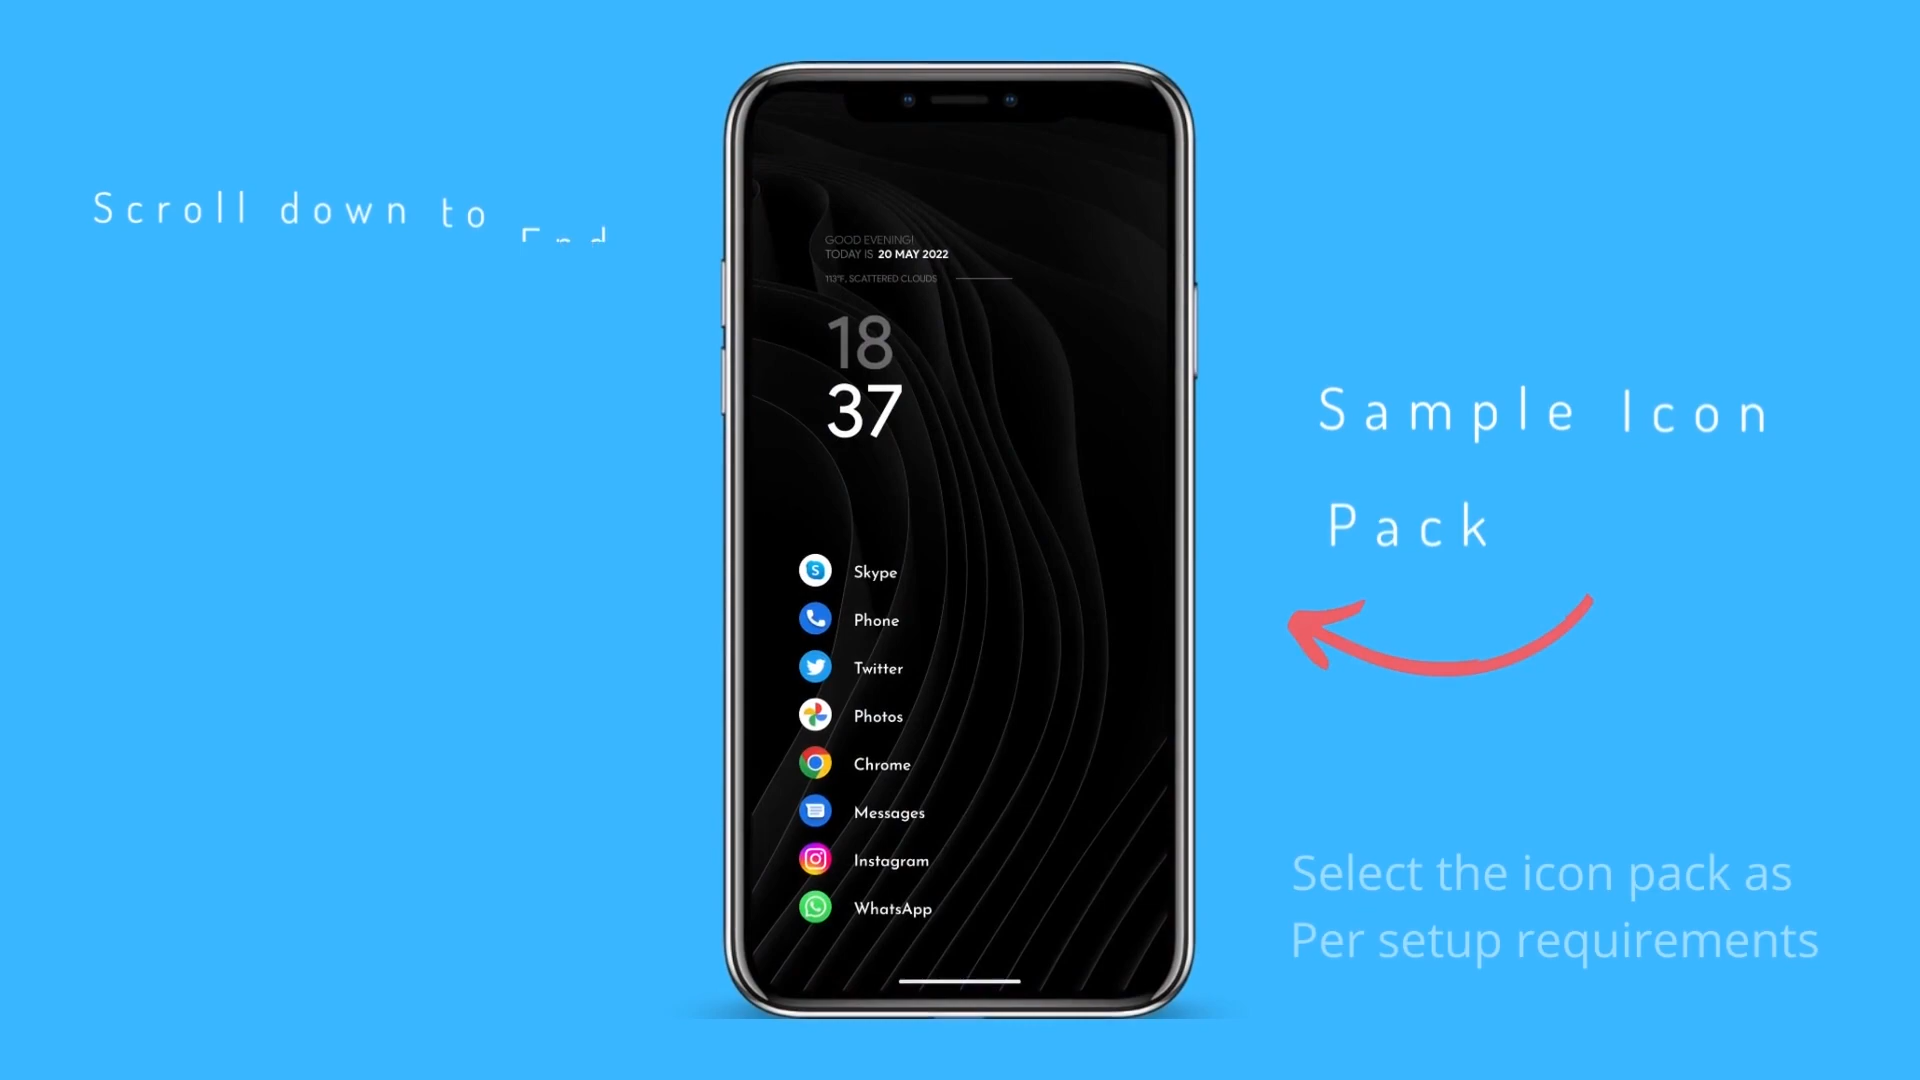 Scroll down to
GOOD EVENING!
TODAY IS 20 MAY 2022
113°F, SCATTERED CLOUDS
18
37
Skype
Phone
Twitter
Photos
Chrome
Messages
Instagram
WhatsApp
Sample Icon
Pack
Select the icon pack as
Per setup requirements